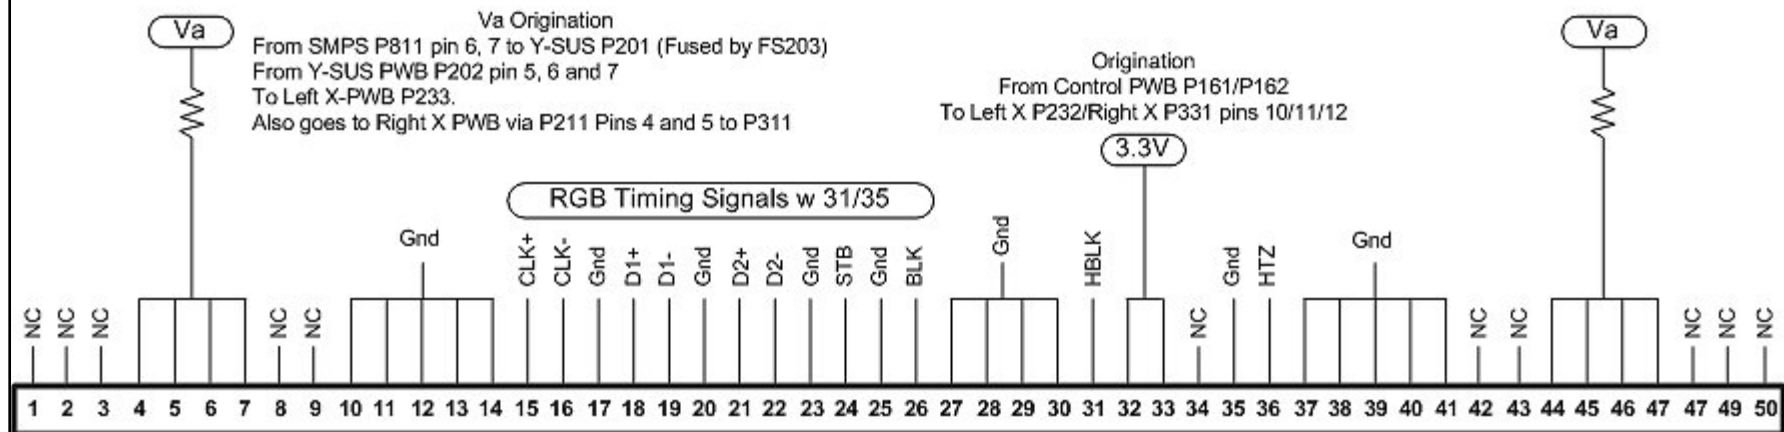 Va
Va Origination
From SMPS P811 pin 6, 7 to Y-SUS P201 (Fused by FS203)
From Y-SUS PWB P202 pin 5, 6 and 7
To Left X-PWB P233.
Also goes to Right X PWB via P211 Pins 4 and 5 to P311
Origination
From Control PWB P161/P162
To Left X P232/Right X P331 pins 10/11/12
3.3V
Va
RGB Timing Signals w 31/35
NC NC NC NC NC Gnd CLK+ CLK- Gnd D1+ D1- Gnd D2+ D2- Gnd STB Gnd BLK Gnd HBLK NC Gnd HTZ Gnd NC NC NC NC NC
1 2 3 4 5 6 7 8 9 10 11 12 13 14 15 16 17 18 19 20 21 22 23 24 25 26 27 28 29 30 31 32 33 34 35 36 37 38 39 40 41 42 43 44 45 46 47 47 49 50